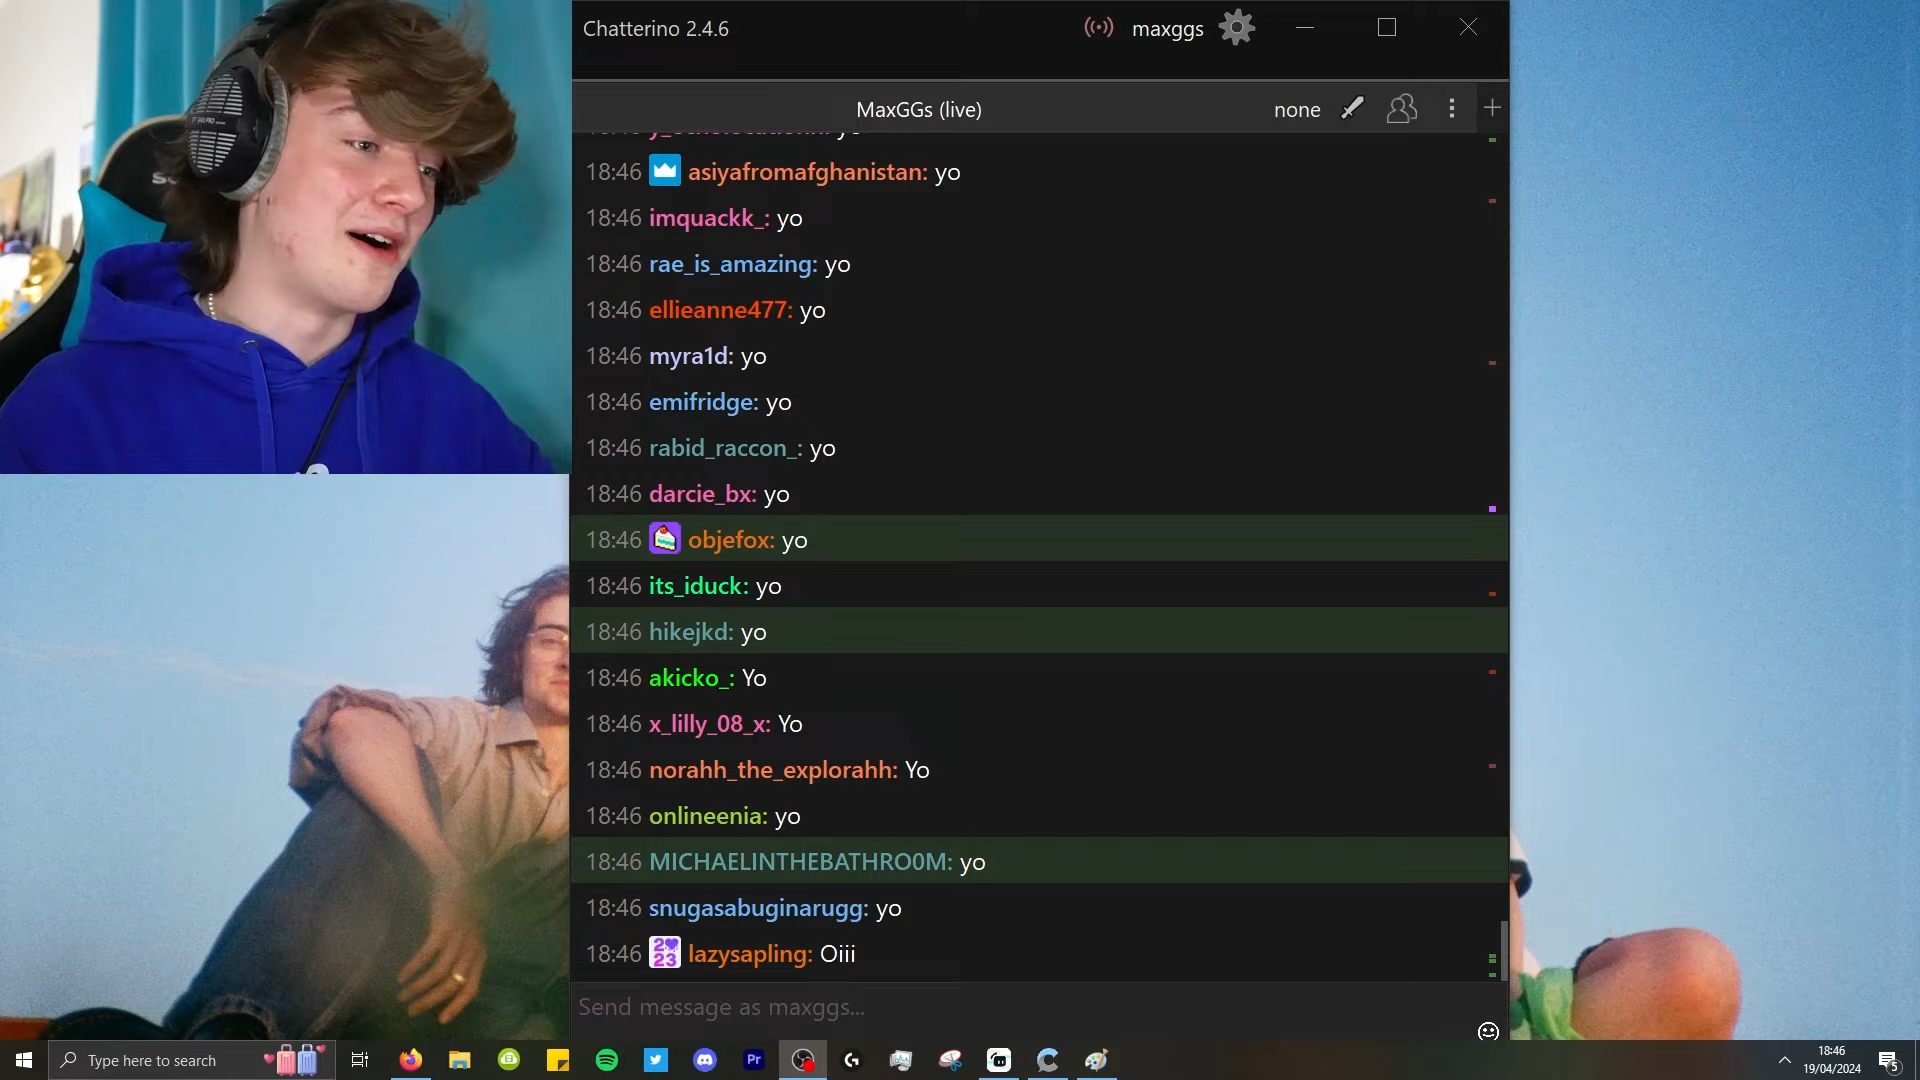 Chatterino 2.4.6
maxggs
MaxGGs (live)
none
18:46 asiyafromafghanistan: yo
18:46 imquackk_: yo
18:46 rae_is_amazing: yo
18:46 ellieanne477: yo
18:46 myra1d: yo
18:46 emifridge: yo
18:46 rabid_raccon_: yo
18:46 darcie_bx: yo
18:46 objefox: yo
18:46 its_iduck: yo
18:46 hikejkd: yo
18:46 akicko_: Yo
18:46 x_lilly_08_x: Yo
18:46 norahh_the_explorahh: Yo
18:46 onlineenia: yo
18:46 MICHAELINTHEBATHRO0M: yo
18:46 snugasabuginarugg: yo
18:46 2023 lazysapling: Oiii
Send message as maxggs...
Type here to search
Pr
18:46
19/04/2024
5